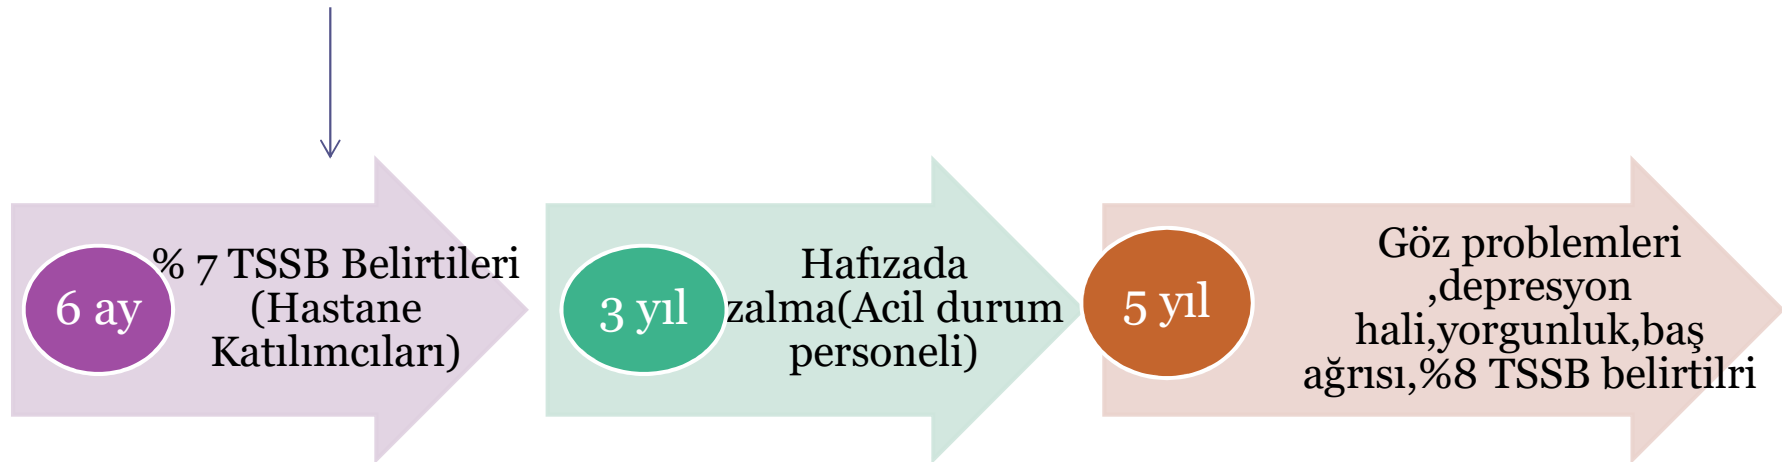 6 ay
% 7 TSSB Belirtileri
(Hastane
Katılımcıları)
3 yıl
Hafızada
zalma(Acil durum
personeli)
5 yıl
Göz problemleri
,depresyon
hali,yorgunluk,baş
ağrısı,%8 TSSB belirtilri